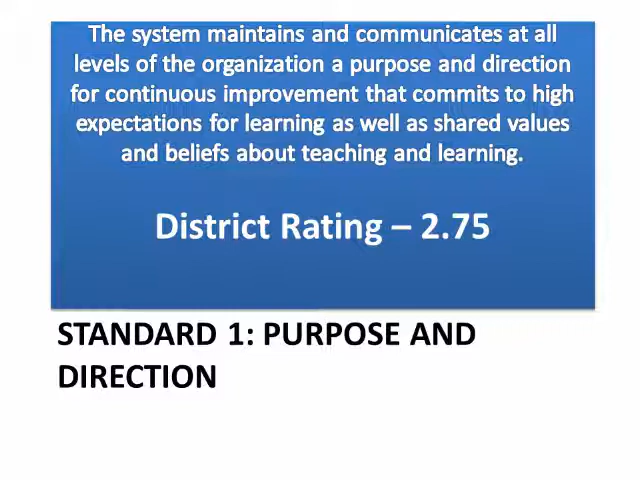 The system maintains and communicates at all
levels of the organization a purpose and direction
for continuous improvement that commits to high
expectations for learning as well as shared values
and beliefs about teaching and learning.
District Rating – 2.75
STANDARD 1: PURPOSE AND
DIRECTION